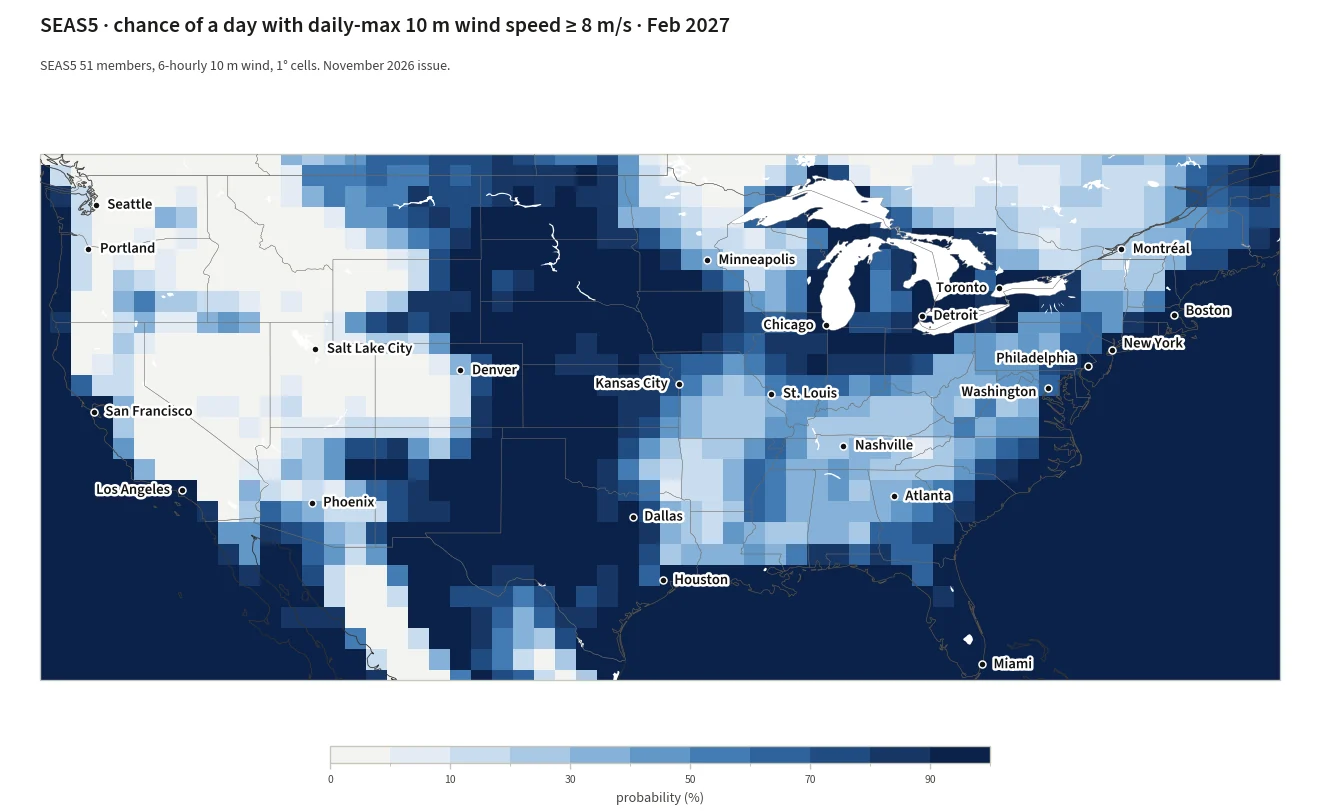 SEAS5 · chance of a day with daily-max 10 m wind speed ≥ 8 m/s · Feb 2027
SEAS5 51 members, 6-hourly 10 m wind, 1° cells. November 2026 issue.
Seattle
Portland
Montréal
Minneapolis
Toronto
Boston
Detroit
Chicago
New York
Salt Lake City
Philadelphia
Denver
Kansas City
St. Louis
Washington
San Francisco
Nashville
Los Angeles
Phoenix
Atlanta
Dallas
Houston
Miami
0 10 30 50 70 90
probability (%)